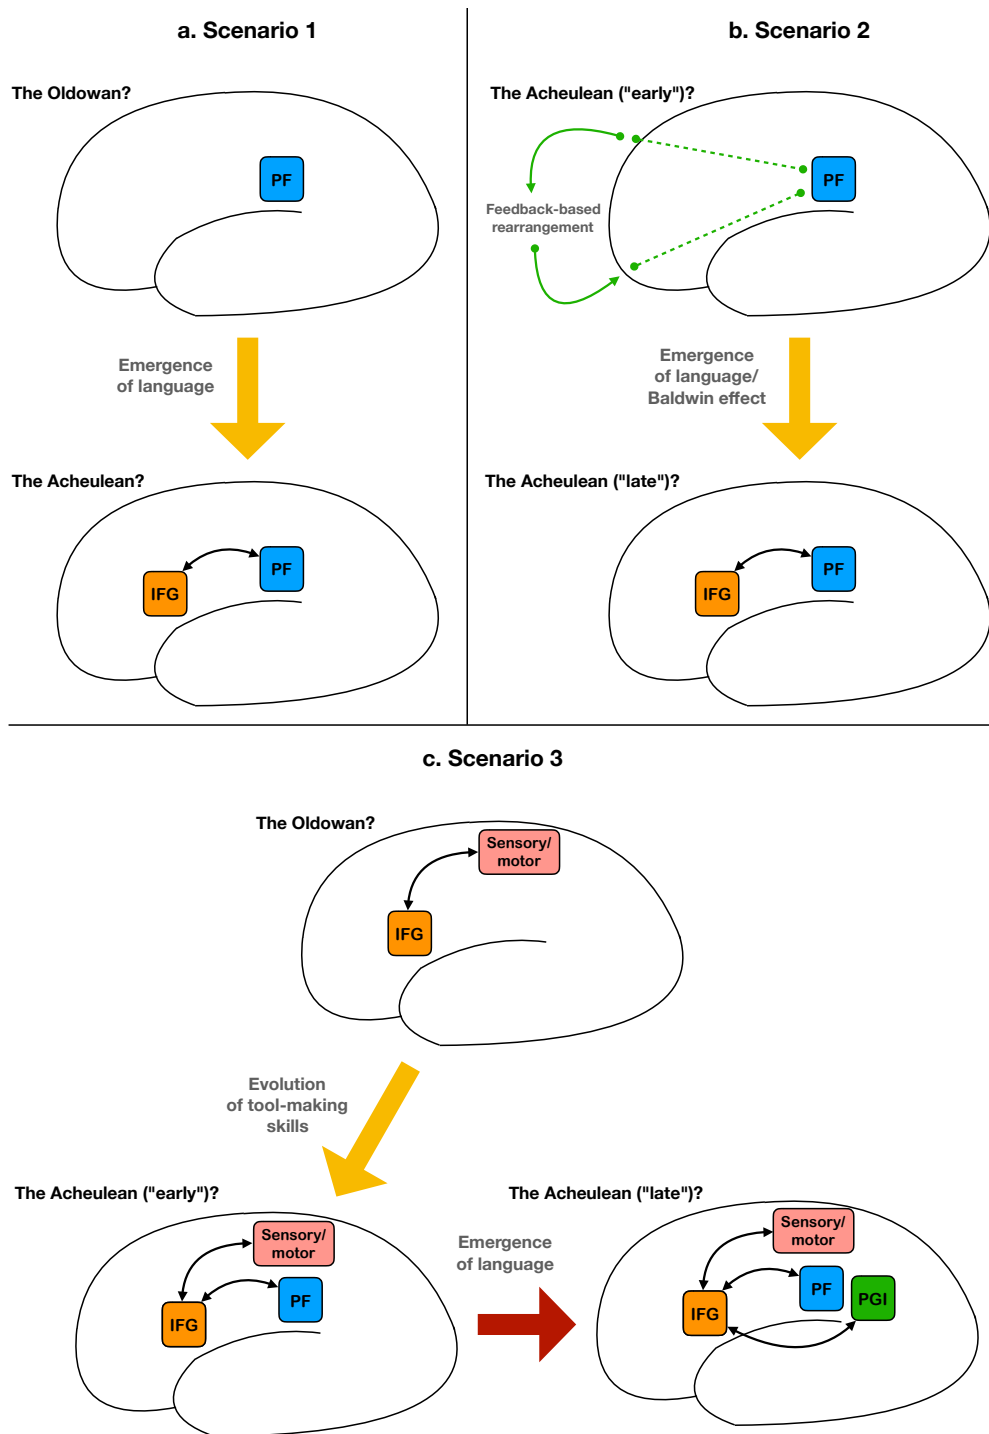 a. Scenario 1
The Oldowan?
PF
Emergence
of language
The Acheulean?
PF
IFG
b. Scenario 2
The Acheulean ("early")?
PF
Feedback-based
rearrangement
Emergence
of language/
Baldwin effect
The Acheulean ("late")?
PF
IFG
c. Scenario 3
The Oldowan?
Sensory/
motor
IFG
Evolution
of tool-making
skills
The Acheulean ("early")?
Sensory/
motor
PF
IFG
Emergence
of language
The Acheulean ("late")?
Sensory/
motor
PF
PGI
IFG